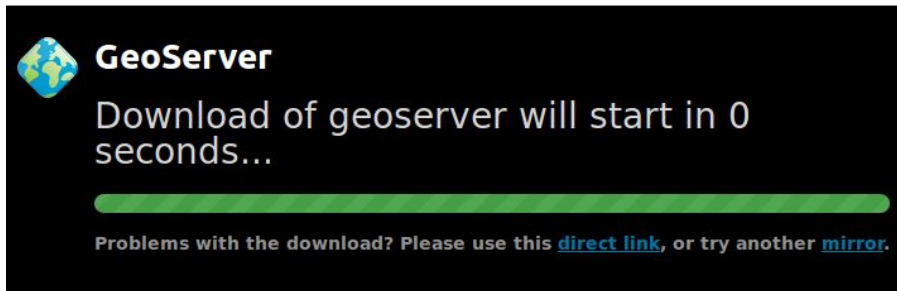 GeoServer
Download of geoserver will start in 0
seconds...
Problems with the download? Please use this direct link, or try another mirror.